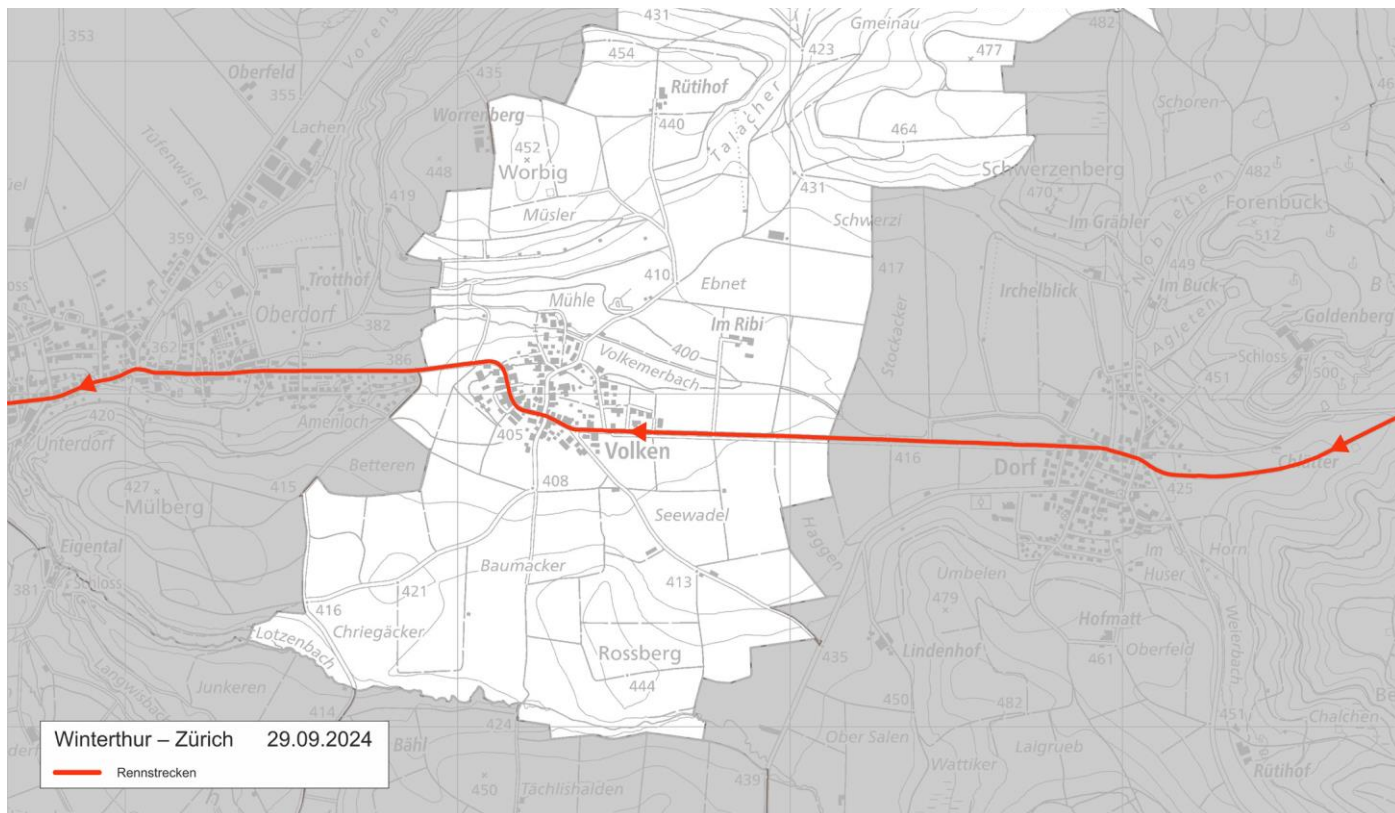 431
Gmeinau
482
353
423
477
454
Oberfeld
435
Rütihof
355
Schoren
Worrenberg
440
Talacher
464
Lachen
452
Tüfenwisler
448
Worbig
Schwerzenberg
482
431
470
419
Müsler
Schwerzi
Im Gräbler
Forenbuck
359
512
Niobleten
449
417
410
Ebnet
Trotthof
Irchelblick
Im Buck
Mühle
Goldenberg
Oberdorf
382
Im Ribi
Stockacker
Agleten
362
386
400
Schloss
Volkemerbach
451
500
420
Amenloch
Unterdorf
405
Volken
416
Dorf
Chlätter
Betteren
408
425
427
415
Mülberg
Seewadel
Haggen
Eigental
Im
Horn
Schloss
Baumacker
413
Huser
Umbelen
381
421
479
416
Hofmatt
Weierbach
Lotzenbach
Chriegäcker
435
Lindenhof
461
Oberfeld
Rossberg
Langwisbach
Junkeren
444
450
482
414
424
451
Chalchen
Winterthur – Zürich 29.09.2024
Bähl
Ober Salen
Laigrueb
Rennstrecken
439
Wattiker
Rütihof
450
Tächlishalden